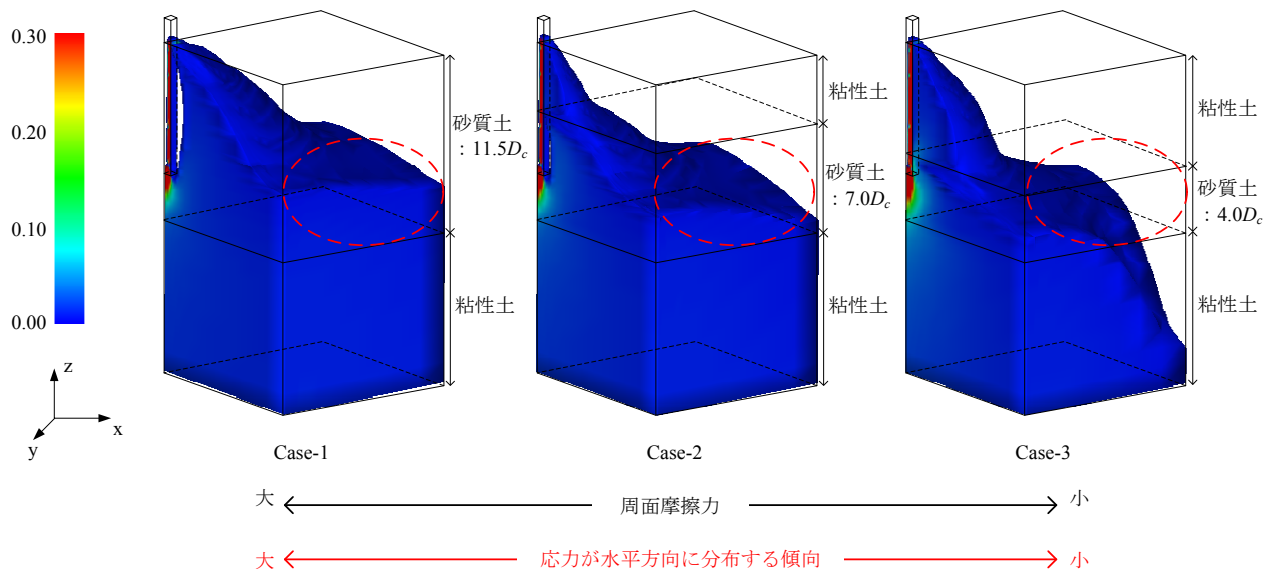 0.30
0.20
0.10
0.00
z
x
y
砂質土
: 11.5D_c
粘性土
Case-1
粘性土
砂質土
: 7.0D_c
粘性土
Case-2
粘性土
砂質土
: 4.0D_c
粘性土
Case-3
大 周面摩擦力 小
大 応力が水平方向に分布する傾向 小